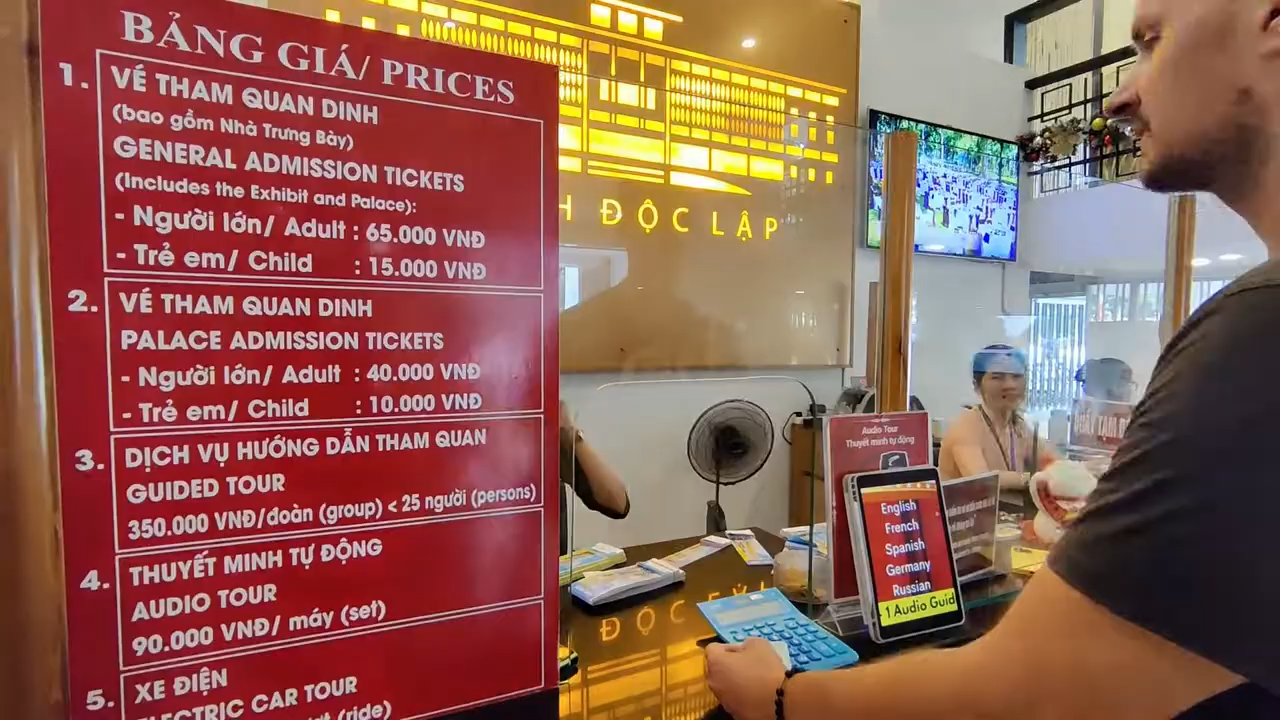 BẢNG GIÁ/ PRICES
1. VÉ THAM QUAN DINH
(bao gồm Nhà Trưng Bày)
GENERAL ADMISSION TICKETS
(Includes the Exhibit and Palace):
- Người lớn/ Adult : 65.000 VNĐ
- Trẻ em/ Child : 15.000 VNĐ
2. VÉ THAM QUAN DINH
PALACE ADMISSION TICKETS
- Người lớn/ Adult : 40.000 VNĐ
- Trẻ em/ Child : 10.000 VNĐ
3. DỊCH VỤ HƯỚNG DẪN THAM QUAN
GUIDED TOUR
350.000 VNĐ/đoàn (group) < 25 người (persons)
4. THUYẾT MINH TỰ ĐỘNG
AUDIO TOUR
90.000 VNĐ/ máy (set)
5. XE ĐIỆN
ELECTRIC CAR TOUR
(ride)
H ĐỘC LẬP
Audio Tour
Thuyết minh tự động
English
French
Spanish
Germany
Russian
1 Audio Guid
ĐỘC